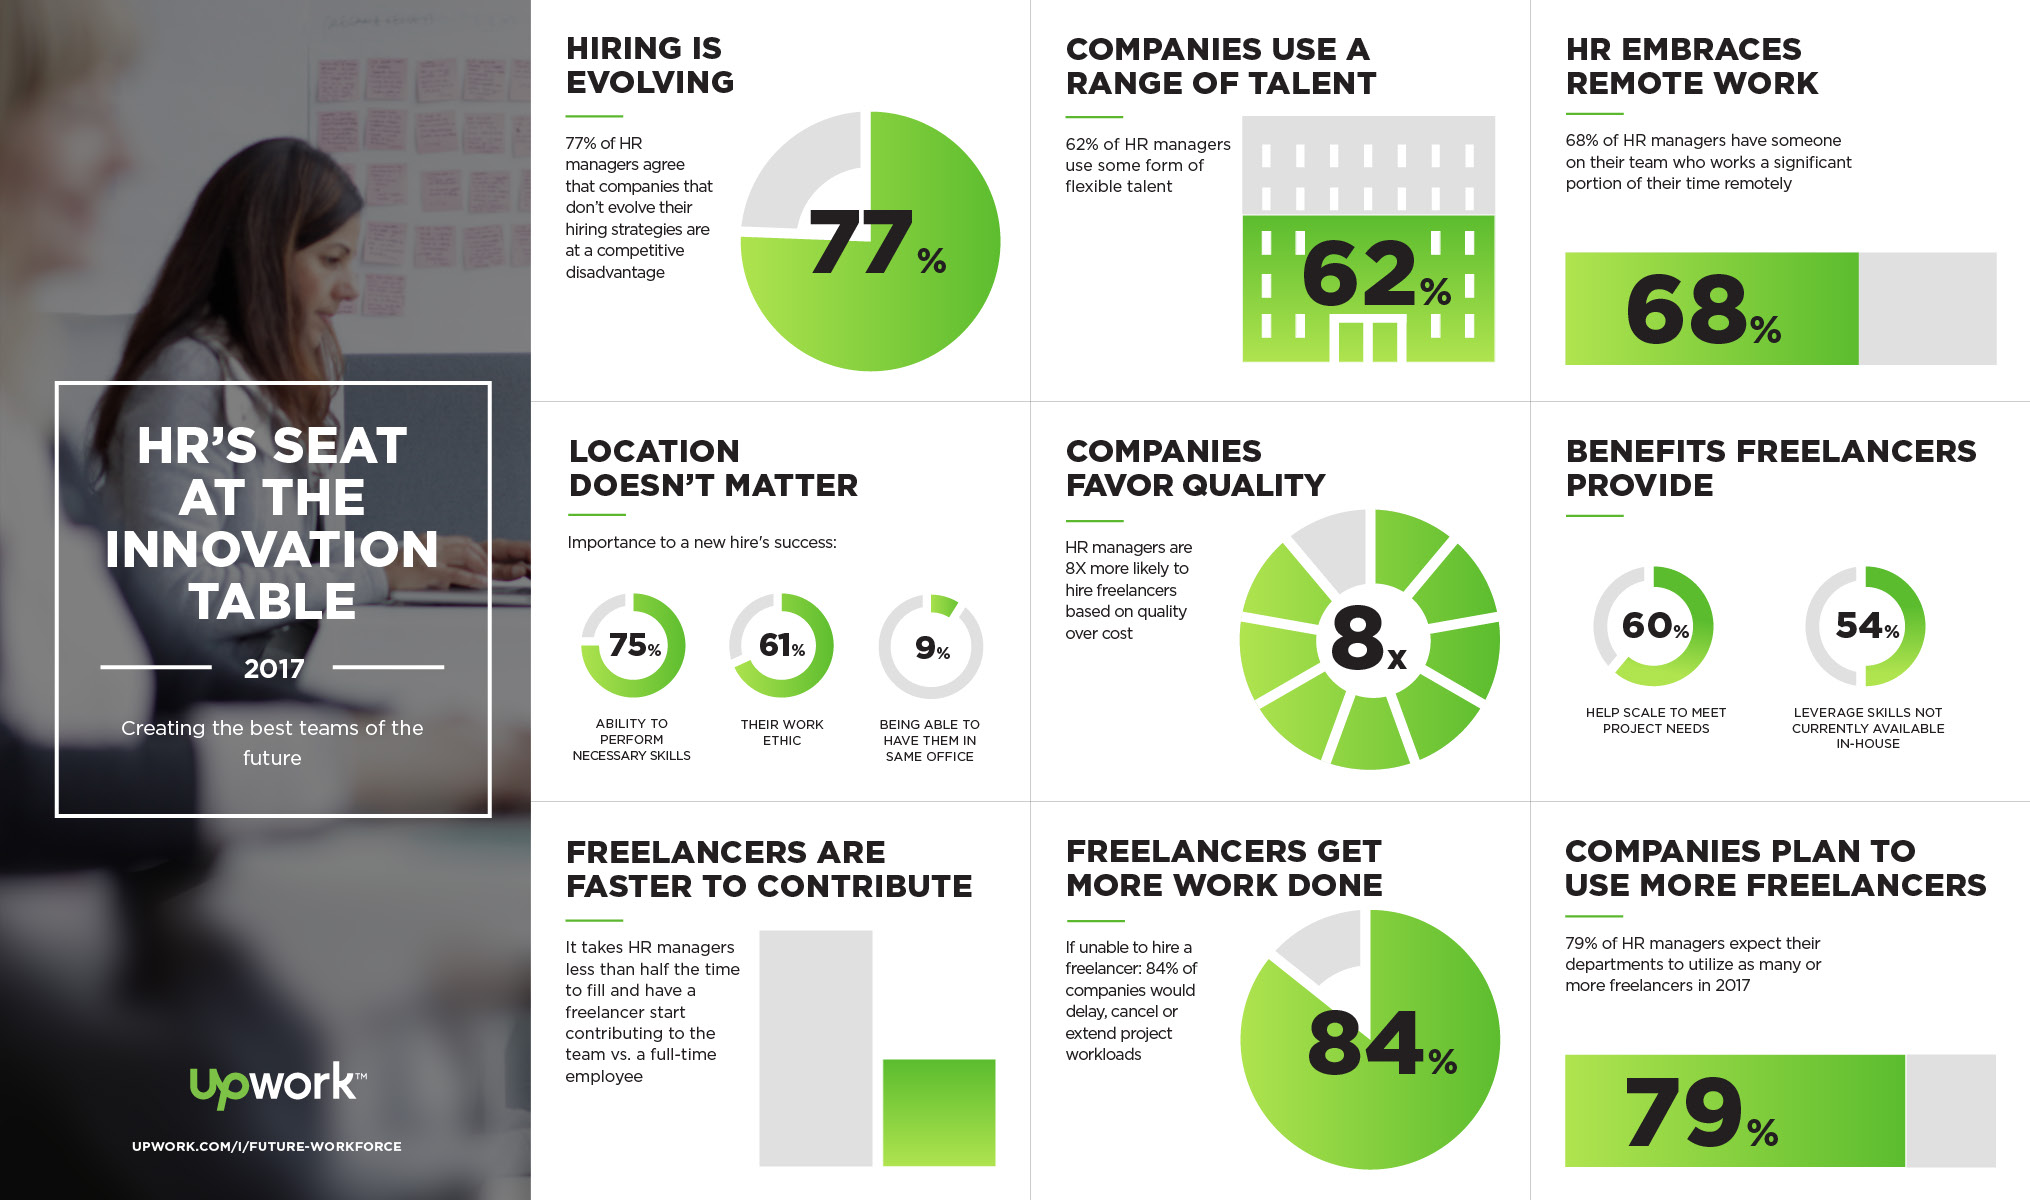 HR'S SEAT
AT THE
INNOVATION
TABLE
2017
Creating the best teams of the
future
upwork™
UPWORK.COM/I/FUTURE-WORKFORCE
HIRING IS
EVOLVING
77% of HR
managers agree
that companies that
don't evolve their
hiring strategies are
at a competitive
disadvantage
77%
COMPANIES USE A
RANGE OF TALENT
62% of HR managers
use some form of
flexible talent
62%
HR EMBRACES
REMOTE WORK
68% of HR managers have someone
on their team who works a significant
portion of their time remotely
68%
LOCATION
DOESN'T MATTER
Importance to a new hire's success:
75%
ABILITY TO
PERFORM
NECESSARY SKILLS
61%
THEIR WORK
ETHIC
9%
BEING ABLE TO
HAVE THEM IN
SAME OFFICE
COMPANIES
FAVOR QUALITY
HR managers are
8X more likely to
hire freelancers
based on quality
over cost
8x
BENEFITS FREELANCERS
PROVIDE
60%
HELP SCALE TO MEET
PROJECT NEEDS
54%
LEVERAGE SKILLS NOT
CURRENTLY AVAILABLE
IN-HOUSE
FREELANCERS ARE
FASTER TO CONTRIBUTE
It takes HR managers
less than half the time
to fill and have a
freelancer start
contributing to the
team vs. a full-time
employee
FREELANCERS GET
MORE WORK DONE
If unable to hire a
freelancer: 84% of
companies would
delay, cancel or
extend project
workloads
84%
COMPANIES PLAN TO
USE MORE FREELANCERS
79% of HR managers expect their
departments to utilize as many or
more freelancers in 2017
79%